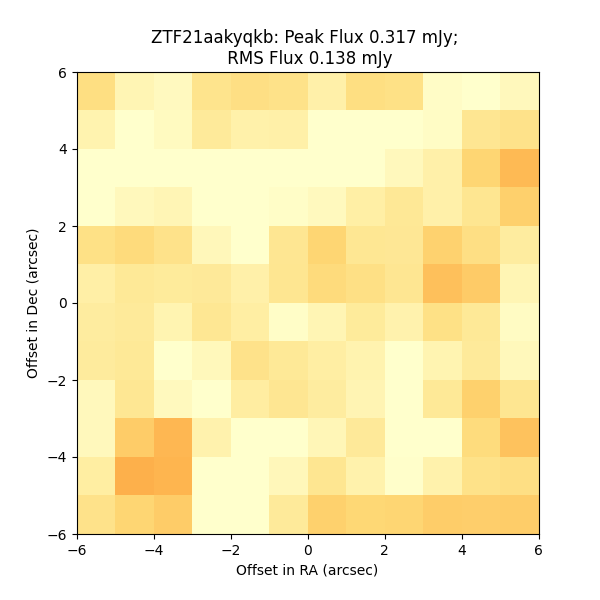 ZTF21aakyqkb: Peak Flux 0.317 mJy;
RMS Flux 0.138 mJy
6
4
2
0
−2
−4
−6
Offset in Dec (arcsec)
−6 −4 −2 0 2 4 6
Offset in RA (arcsec)